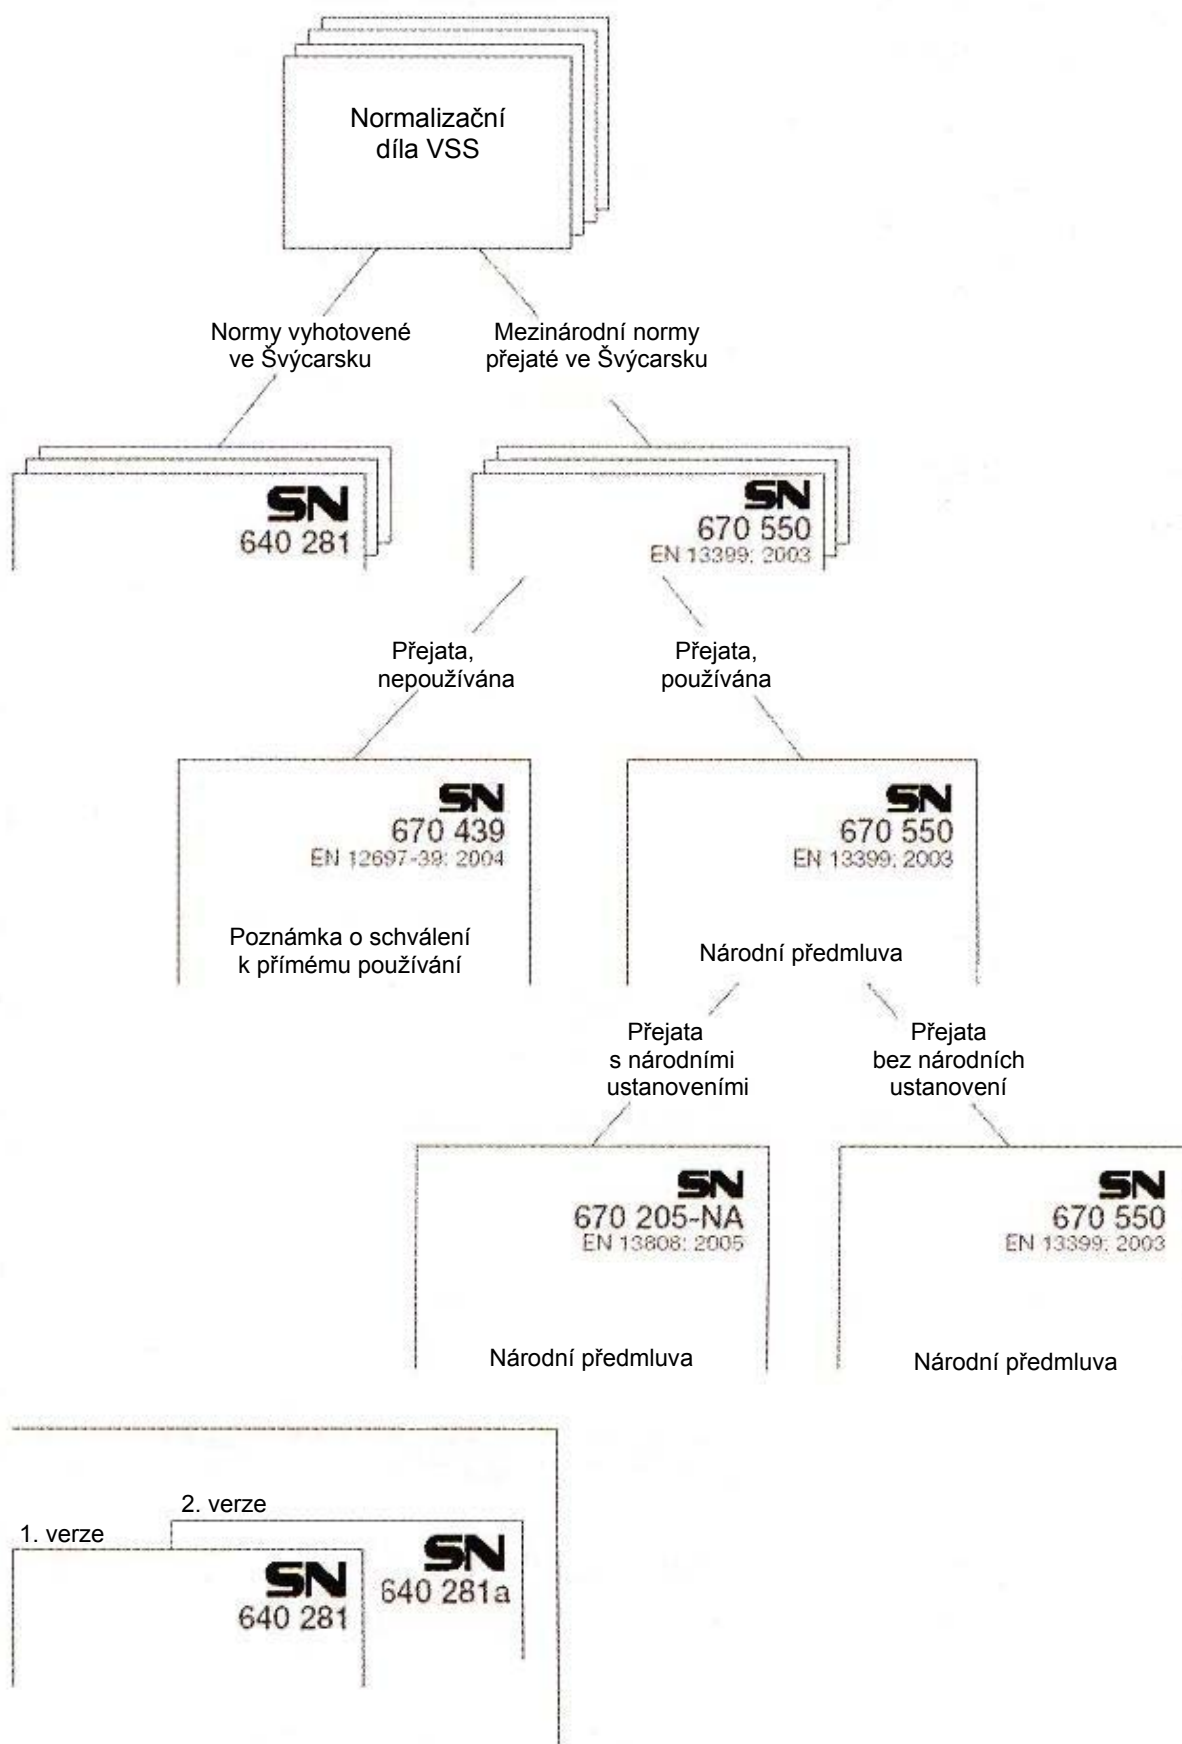 Normalizační
díla VSS
Normy vyhotovené
ve Švýcarsku
Mezinárodní normy
přejaté ve Švýcarsku
SN
640 281
SN
670 550
EN 13399: 2003
Přejata,
nepoužívána
Přejata,
používána
SN
670 439
EN 12697-39: 2004
Poznámka o schválení
k přímému používání
SN
670 550
EN 13399: 2003
Národní předmluva
Přejata
s národními
ustanoveními
Přejata
bez národních
ustanovení
SN
670 205-NA
EN 13808: 2005
Národní předmluva
SN
670 550
EN 13399: 2003
Národní předmluva
1. verze
SN
640 281
2. verze
SN
640 281a